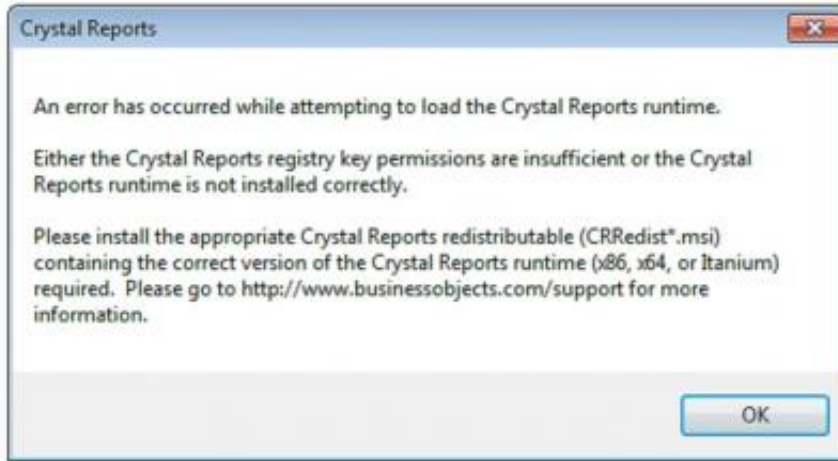 Crystal Reports
An error has occurred while attempting to load the Crystal Reports runtime.
Either the Crystal Reports registry key permissions are insufficient or the Crystal
Reports runtime is not installed correctly.
Please install the appropriate Crystal Reports redistributable (CRRedist*.msi)
containing the correct version of the Crystal Reports runtime (x86, x64, or Itanium)
required.  Please go to http://www.businessobjects.com/support for more
information.
OK